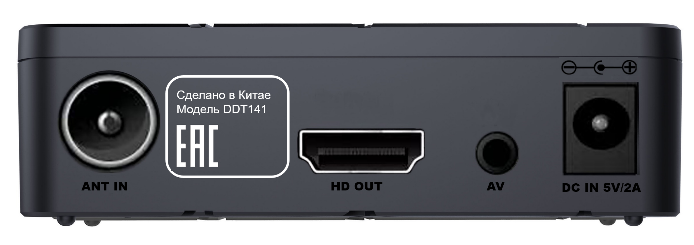 Сделано в Китае
Модель DDT141
EAC
ANT IN
HD OUT
AV
DC IN 5V/2A